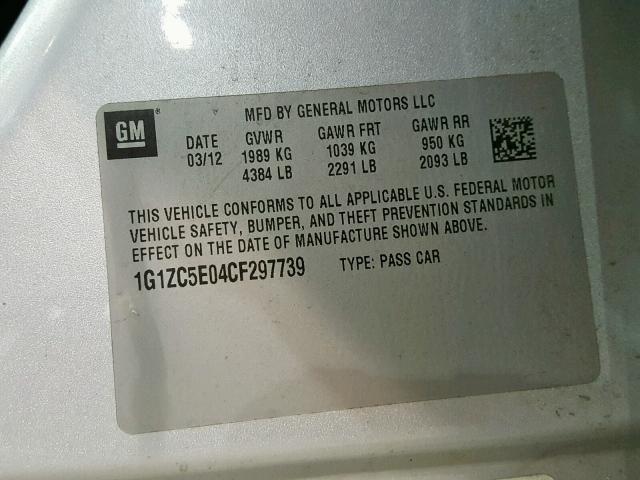 MFD BY GENERAL MOTORS LLC
GM ®
DATE GVWR GAWR FRT GAWR RR
03/12 1989 KG 1039 KG 950 KG
4384 LB 2291 LB 2093 LB
THIS VEHICLE CONFORMS TO ALL APPLICABLE U.S. FEDERAL MOTOR
VEHICLE SAFETY, BUMPER, AND THEFT PREVENTION STANDARDS IN
EFFECT ON THE DATE OF MANUFACTURE SHOWN ABOVE.
1G1ZC5E04CF297739 TYPE: PASS CAR